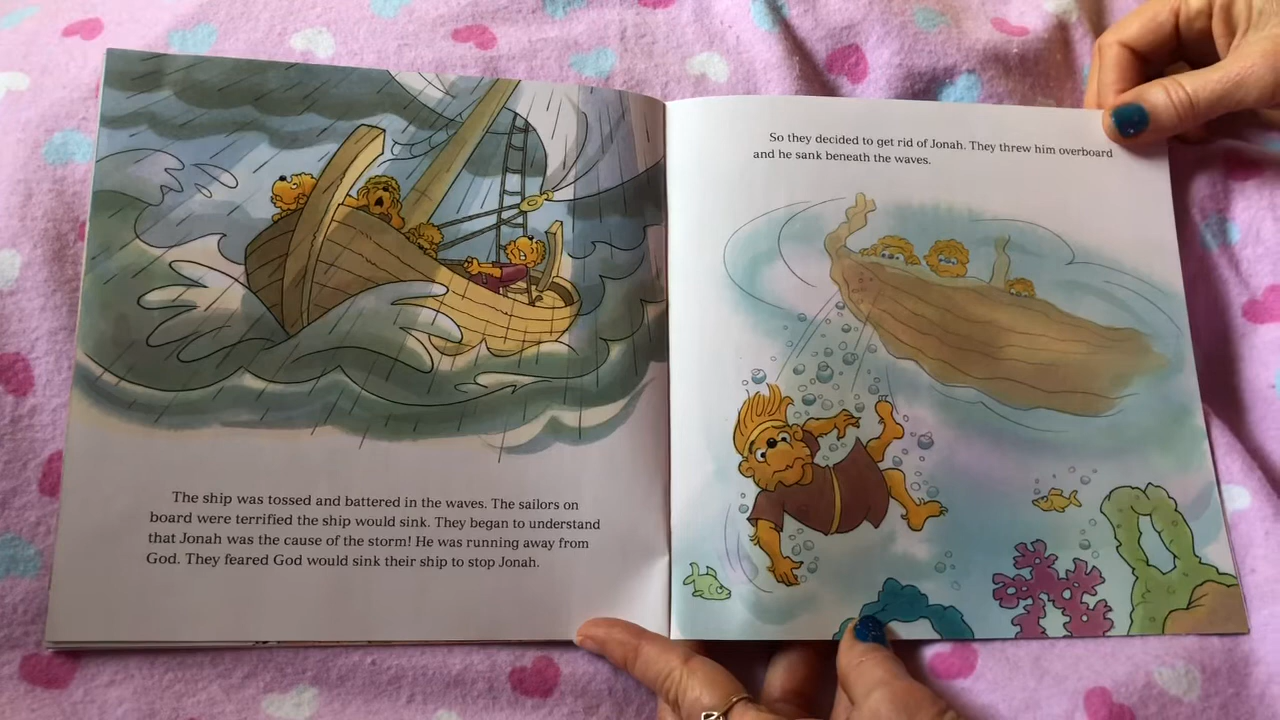 The ship was tossed and battered in the waves. The sailors on
board were terrified the ship would sink. They began to understand
that Jonah was the cause of the storm! He was running away from
God. They feared God would sink their ship to stop Jonah.
So they decided to get rid of Jonah. They threw him overboard
and he sank beneath the waves.